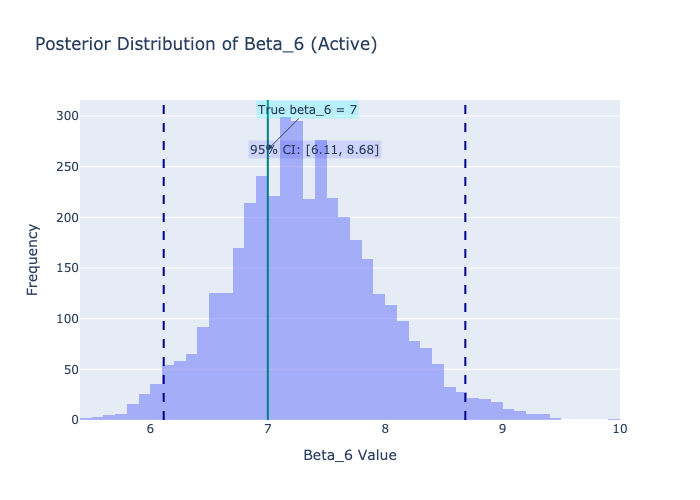 Posterior Distribution of Beta_6 (Active)
True beta_6 = 7
95% CI: [6.11, 8.68]
300
250
200
150
100
50
0
Frequency
6
7
8
9
10
Beta_6 Value